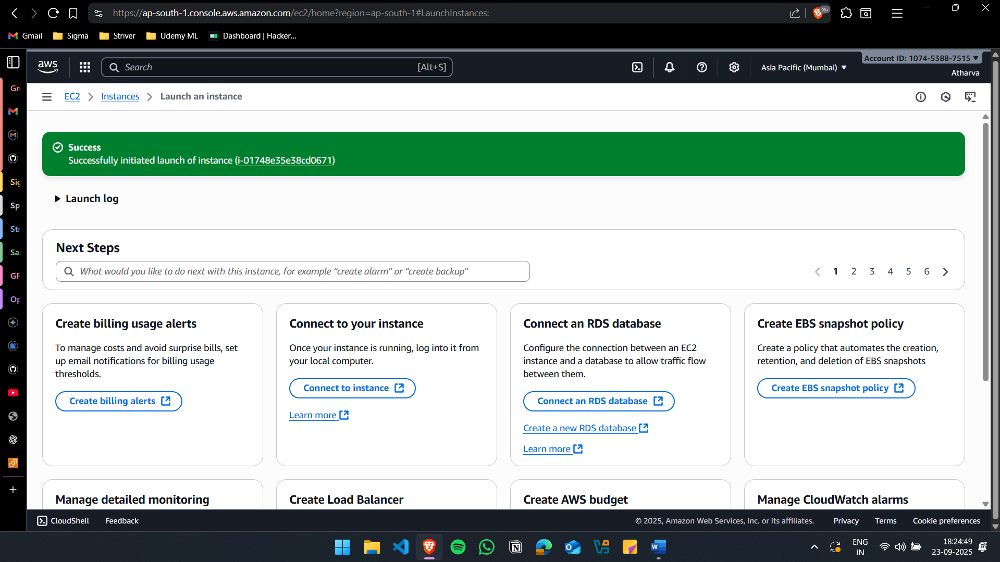 https://ap-south-1.console.aws.amazon.com/ec2/home?region=ap-south-1#LaunchInstances:
99+
Gmail
Sigma
Striver
Udemy ML
Dashboard | Hacker...
aws
Search
[Alt+S]
Asia Pacific (Mumbai)
Account ID: 1074-5388-7515
Atharva
EC2
Instances
Launch an instance
Gm
Sig
Sp
Str
Sa
GF
Op
Success
Successfully initiated launch of instance (i-01748e35e38cd0671)
Launch log
Next Steps
What would you like to do next with this instance, for example “create alarm” or “create backup"
1 2 3 4 5 6
Create billing usage alerts
To manage costs and avoid surprise bills, set
up email notifications for billing usage
thresholds.
Create billing alerts
Connect to your instance
Once your instance is running, log into it from
your local computer.
Connect to instance
Learn more
Connect an RDS database
Configure the connection between an EC2
instance and a database to allow traffic flow
between them.
Connect an RDS database
Create a new RDS database
Learn more
Create EBS snapshot policy
Create a policy that automates the creation,
retention, and deletion of EBS snapshots
Create EBS snapshot policy
Manage detailed monitoring
Create Load Balancer
Create AWS budget
Manage CloudWatch alarms
CloudShell
Feedback
© 2025, Amazon Web Services, Inc. or its affiliates.
Privacy
Terms
Cookie preferences
ENG
IN
18:24:49
23-09-2025